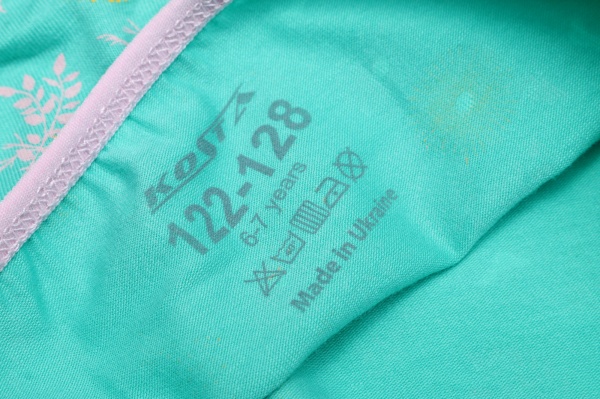 KOSTA
122-128
6-7 years
Made in Ukraine